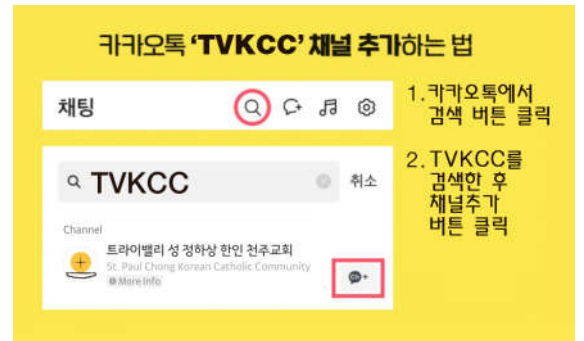 카카오톡 ‘TVKCC’ 채널 추가하는 법
채팅
1. 카카오톡에서
검색 버튼 클릭
TVKCC
취소
Channel
트라이밸리 성 정하상 한인 천주교회
St. Paul Chong Korean Catholic Community
More Info
Ch+
2. TVKCC를
검색한 후
채널추가
버튼 클릭